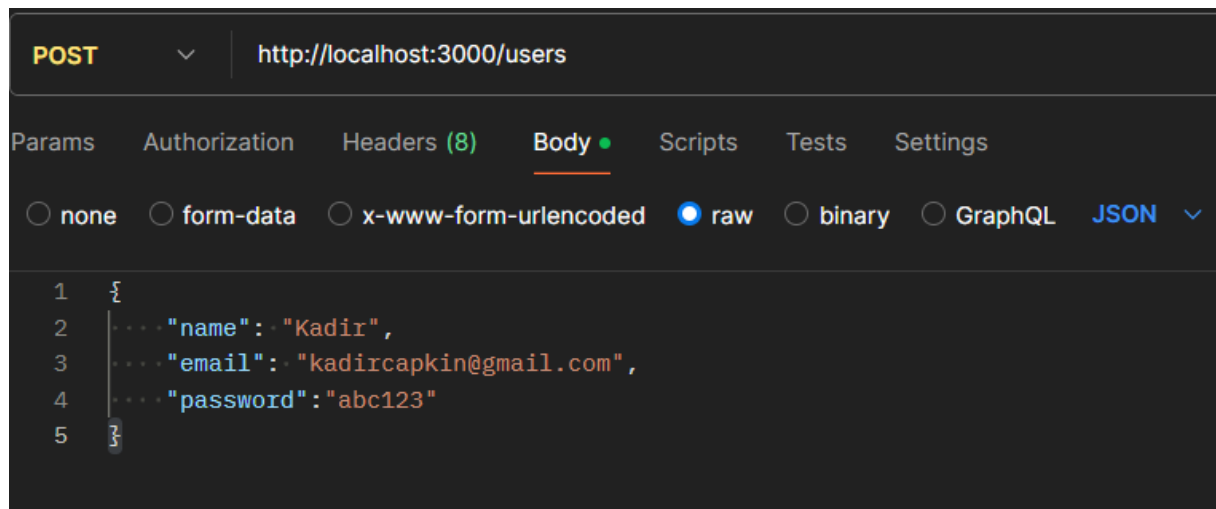 POST http://localhost:3000/users
Params Authorization Headers (8) Body Scripts Tests Settings
none form-data x-www-form-urlencoded raw binary GraphQL JSON
1 {
2 "name": "Kadir",
3 "email": "kadircapkin@gmail.com",
4 "password":"abc123"
5 }